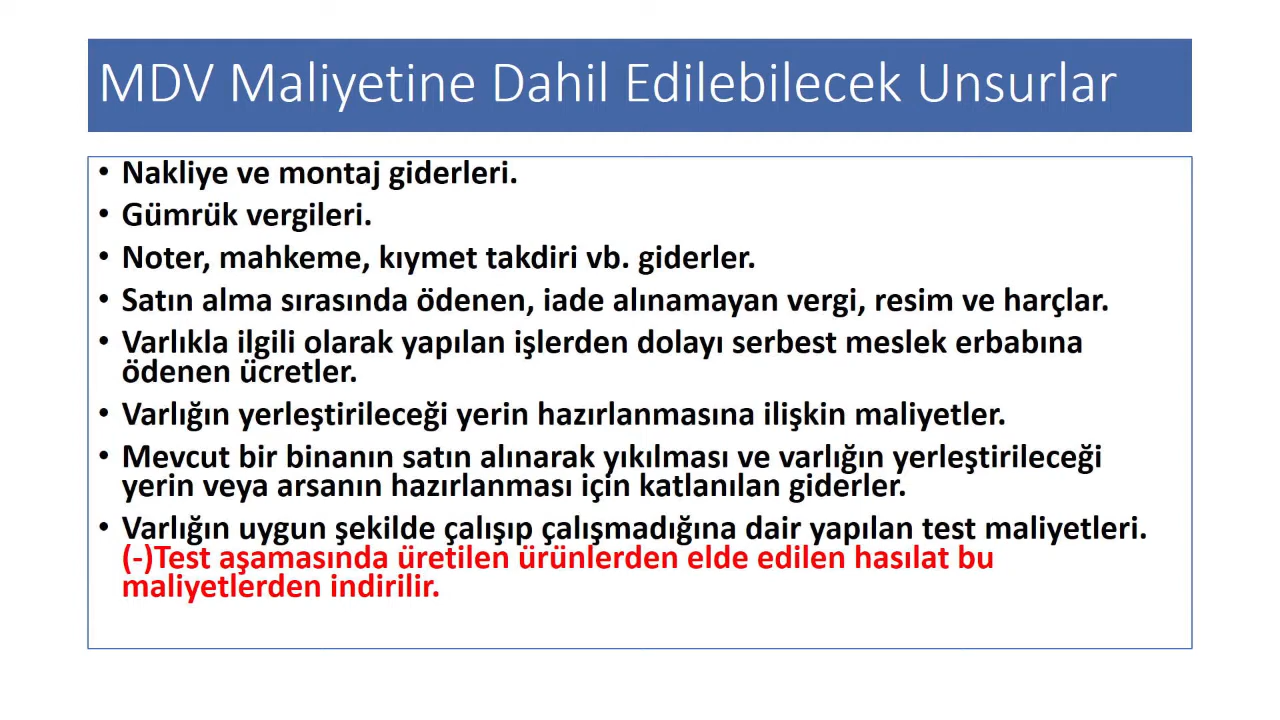 MDV Maliyetine Dahil Edilebilecek Unsurlar
• Nakliye ve montaj giderleri.
• Gümrük vergileri.
• Noter, mahkeme, kıymet takdiri vb. giderler.
• Satın alma sırasında ödenen, iade alınamayan vergi, resim ve harçlar.
• Varlıkla ilgili olarak yapılan işlerden dolayı serbest meslek erbabına
ödenen ücretler.
• Varlığın yerleştirileceği yerin hazırlanmasına ilişkin maliyetler.
• Mevcut bir binanın satın alınarak yıkılması ve varlığın yerleştirileceği
yerin veya arsanın hazırlanması için katlanılan giderler.
• Varlığın uygun şekilde çalışıp çalışmadığına dair yapılan test maliyetleri.
(-)Test aşamasında üretilen ürünlerden elde edilen hasılat bu
maliyetlerden indirilir.